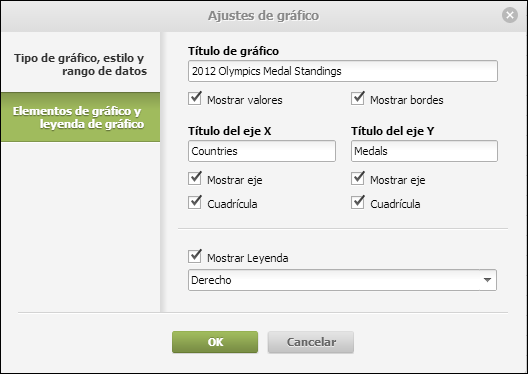 Ajustes de gráfico
Tipo de gráfico, estilo y
rango de datos
Elementos de gráfico y
leyenda de gráfico
Título de gráfico
2012 Olympics Medal Standings
Mostrar valores
Mostrar bordes
Título del eje X
Título del eje Y
Countries
Medals
Mostrar eje
Mostrar eje
Cuadrícula
Cuadrícula
Mostrar Leyenda
Derecho
OK
Cancelar